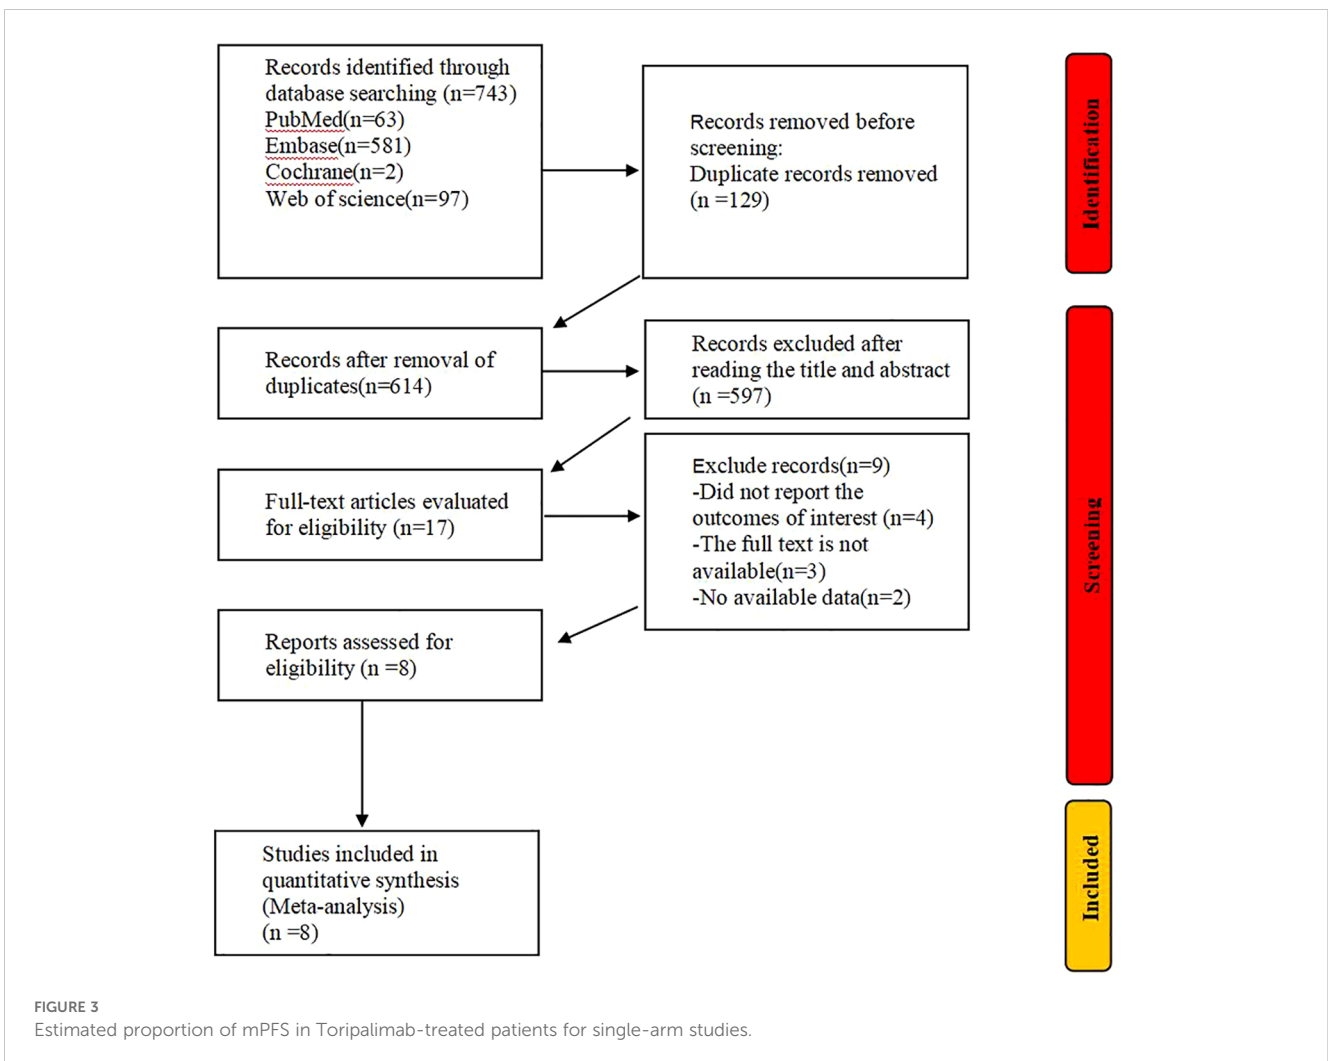 Records identified through
database searching (n=743)
PubMed(n=63)
Embase(n=581)
Cochrane(n=2)
Web of science(n=97)
Records removed before
screening:
Duplicate records removed
(n =129)
Identification
Records after removal of
duplicates(n=614)
Records excluded after
reading the title and abstract
(n =597)
Full-text articles evaluated
for eligibility (n=17)
Exclude records(n=9)
-Did not report the
outcomes of interest (n=4)
-The full text is not
available(n=3)
-No available data(n=2)
Screening
Reports assessed for
eligibility (n =8)
Studies included in
quantitative synthesis
(Meta-analysis)
(n =8)
Included
FIGURE 3
Estimated proportion of mPFS in Toripalimab-treated patients for single-arm studies.